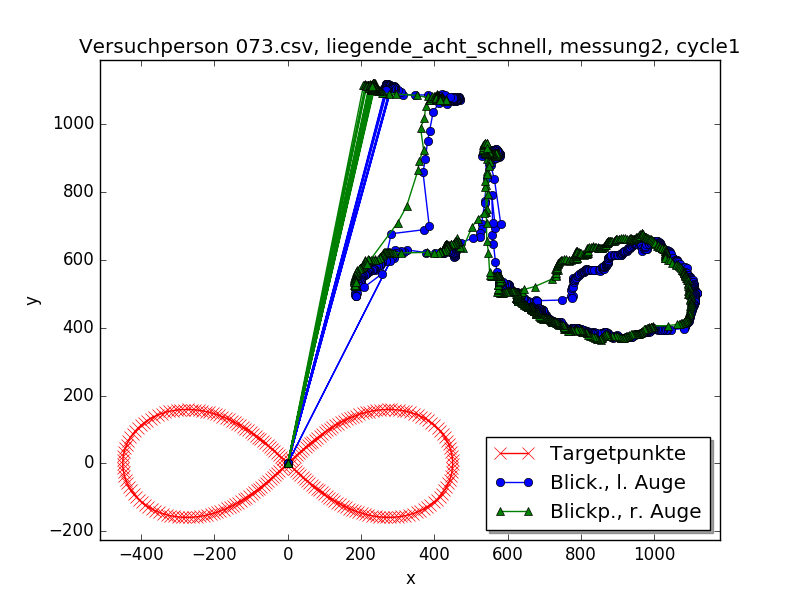 Versuchperson 073.csv, liegende_acht_schnell, messung2, cycle1
y
1000
800
600
400
200
0
−200
−400
−200
0
200
400
600
800
1000
x
Targetpunkte
Blick., l. Auge
Blickp., r. Auge